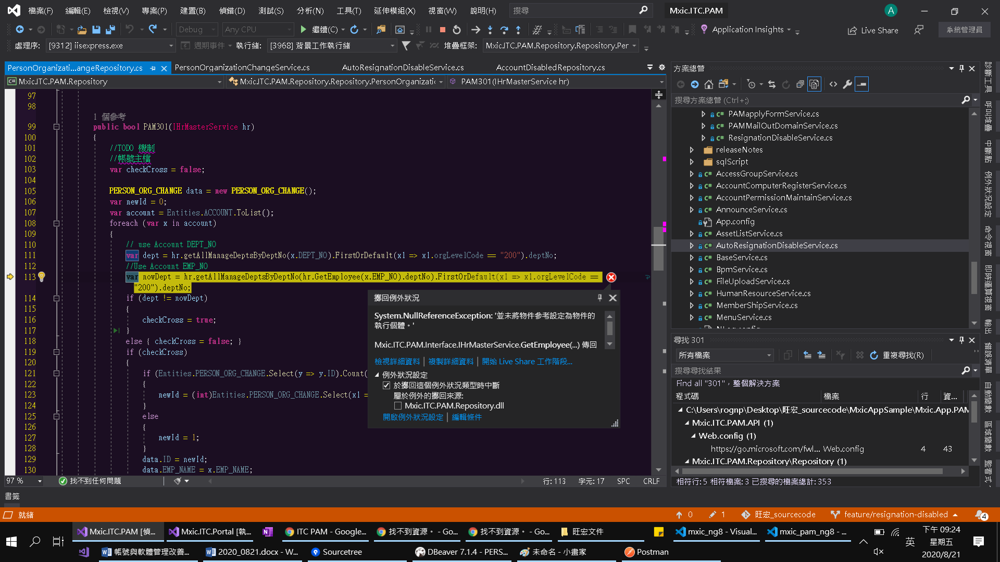 檔案(F) 編輯(E) 檢視(V) 專案(P) 建置(B) 偵錯(D) 測試(S) 分析(N) 工具(T) 延伸模組(X) 視窗(W) 說明(H) 搜尋 Mxic.ITC.PAM A
Debug Any CPU 繼續(C) Application Insights Live Share 系統管理員
處理序: [9312] iisexpress.exe 週期事件 執行緒: [3968] 背景工作執行緒 堆疊框架: Mxic.ITC.PAM.Repository.Repository.Per
PersonOrganizati...angeRepository.cs PersonOrganizationChangeService.cs AutoResignationDisableService.cs AccountDisabledRepository.cs
Mxic.ITC.PAM.Repository Mxic.ITC.PAM.Repository.Repository.PersonOrganizatic PAM301(IHrMasterService hr)
97
98
1 個參考
99 public bool PAM301(IHrMasterService hr)
100 {
101 //TODO 機制
102 //帳號主檔
103 var checkCross = false;
104
105 PERSON_ORG_CHANGE data = new PERSON_ORG_CHANGE();
106 var newId = 0;
107 var account = Entities.ACCOUNT.ToList();
108 foreach (var x in account)
109 {
110 // use Account DEPT_NO
111 var dept = hr.getAllManageDeptsByDeptNo(x.DEPT_NO).FirstOrDefault(x1 => x1.orgLevelCode == "200").deptNo;
112 //Use Account EMP_NO
113 var nowDept = hr.getAllManageDeptsByDeptNo(hr.GetEmployee(x.EMP_NO).deptNo).FirstOrDefault(x1 => x1.orgLevelCode ==
"200").deptNo;
114 if (dept != nowDept)
115 {
116 checkCross = true;
117 }
118 else { checkCross = false; }
119 if (checkCross)
120 {
121 if (Entities.PERSON_ORG_CHANGE.Select(y => y.ID).Count(
122 {
123 newId = (int)Entities.PERSON_ORG_CHANGE.Select(x1 =
124 }
125 else
126 {
127 newId = 1;
128 }
129 data.ID = newId;
130 data.EMP_NAME = x.EMP_NAME;
擲回例外狀況
System.NullReferenceException: '並未將物件參考設定為物件的
執行個體。'
Mxic.ITC.PAM.Interface.IHrMasterService.GetEmployee(...) 傳回
檢視詳細資料 | 複製詳細資料 | 開始 Live Share 工作階段...
例外狀況設定
於擲回這個例外狀況類型時中斷
屬於例外的擲回來源:
Mxic.ITC.PAM.Repository.dll
開啟例外狀況設定 | 編輯條件
97 % 找不到任何問題 行: 113 字元: 17 SPC CRLF
書籤
方案總管
搜尋方案總管 (Ctrl+;)
PAMapplyFormService.cs
PAMMailOutDomainService.cs
ResignationDisableService.cs
releaseNotes
sqlScript
AccessGroupService.cs
AccountComputerRegisterService.cs
AccountPermissionMaintainService.cs
AnnounceService.cs
App.config
AssetListService.cs
AutoResignationDisableService.cs
BaseService.cs
BpmService.cs
FileUploadService.cs
HumanResourceService.cs
MemberShipService.cs
MenuService.cs
尋找 301
所有檔案 重複尋找(R)
搜尋尋找結果
Find all "301"，整個解決方案
程式碼 檔案 行 資...
C:\Users\rognp\Desktop\旺宏_sourcecode\MxicAppSample\Mxic.App.PAM
Mxic.ITC.PAM.API (1)
Web.config (1)
https://go.microsoft.com/fwl... Web.config 4 43
Mxic.ITC.PAM.Repository\Repository (1)
相符行: 5 相符檔案: 3 已搜尋的檔案總計: 353
診斷工具
呼叫堆疊
中斷點
例外狀況設定
命令視窗
即時運算視窗
輸出
錯誤清單
自動變數
區域變數
監看式
就緒 0 1 旺宏_sourcecode feature/resignation-disabled 4
Mxic.ITC.PAM [偵... Mxic.ITC.Portal [執... ITC PAM - Google... 找不到資源。 - Go... 找不到資源。 - Go... 旺宏文件 mxic_ng8 - Visual... mxic_pam_ng8 - ...
帳號與軟體管理改善... 2020_0821.docx - W... Sourcetree DBeaver 7.1.4 - PERS... 未命名 - 小畫家 Postman
英
下午 09:24
星期五
2020/8/21